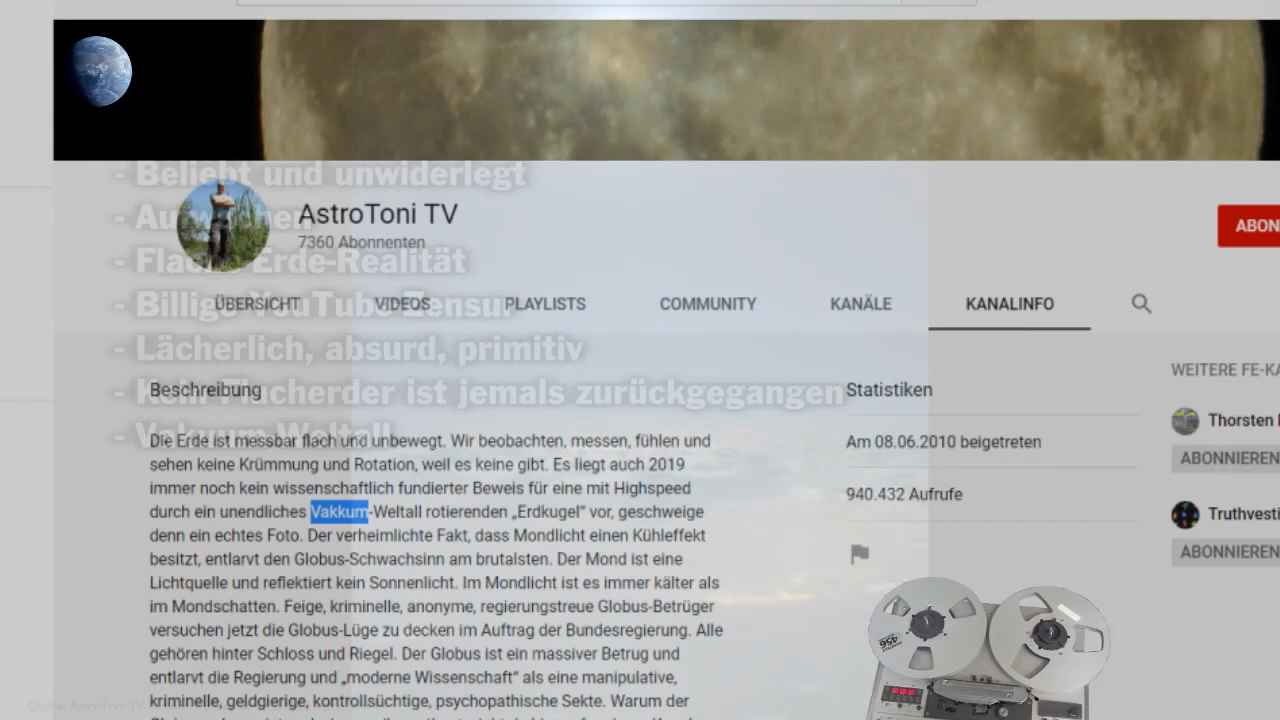 - Beliebt und unwiderlegt
AstroToni TV
7360 Abonnenten
ABON
- Flache Erde-Realität
- Billige YouTube Zensur
ÜBERSICHT VIDEOS PLAYLISTS COMMUNITY KANÄLE KANALINFO
- Lächerlich, absurd, primitiv
- Kein Flacherder ist jemals zurückgegangen
- Vakuum Weltall
Beschreibung
Die Erde ist messbar flach und unbewegt. Wir beobachten, messen, fühlen und
sehen keine Krümmung und Rotation, weil es keine gibt. Es liegt auch 2019
immer noch kein wissenschaftlich fundierter Beweis für eine mit Highspeed
durch ein unendliches Vakkum-Weltall rotierenden „Erdkugel“ vor, geschweige
denn ein echtes Foto. Der verheimlichte Fakt, dass Mondlicht einen Kühleffekt
besitzt, entlarvt den Globus-Schwachsinn am brutalsten. Der Mond ist eine
Lichtquelle und reflektiert kein Sonnenlicht. Im Mondlicht ist es immer kälter als
im Mondschatten. Feige, kriminelle, anonyme, regierungstreue Globus-Betrüger
versuchen jetzt die Globus-Lüge zu decken im Auftrag der Bundesregierung. Alle
gehören hinter Schloss und Riegel. Der Globus ist ein massiver Betrug und
entlarvt die Regierung und „moderne Wissenschaft“ als eine manipulative,
kriminelle, geldgierige, kontrollsüchtige, psychopathische Sekte. Warum der
Statistiken
Am 08.06.2010 beigetreten
940.432 Aufrufe
WEITERE FE-KA
Thorsten
ABONNIEREN
Truthvesti
ABONNIEREN
456
Quelle: AstroToni TV